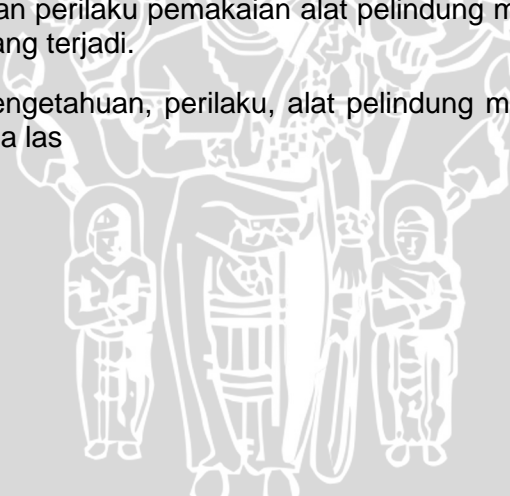 an perilaku pemakaian alat pelindung m
ang terjadi.
engetahuan, perilaku, alat pelindung m
a las